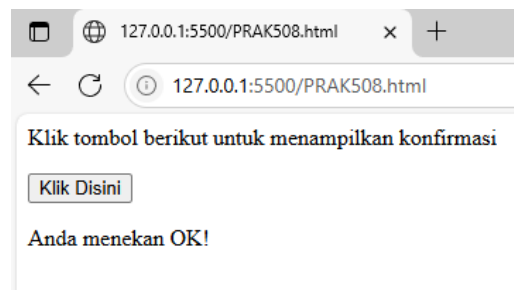 127.0.0.1:5500/PRAK508.html
127.0.0.1:5500/PRAK508.html
Klik tombol berikut untuk menampilkan konfirmasi
Klik Disini
Anda menekan OK!